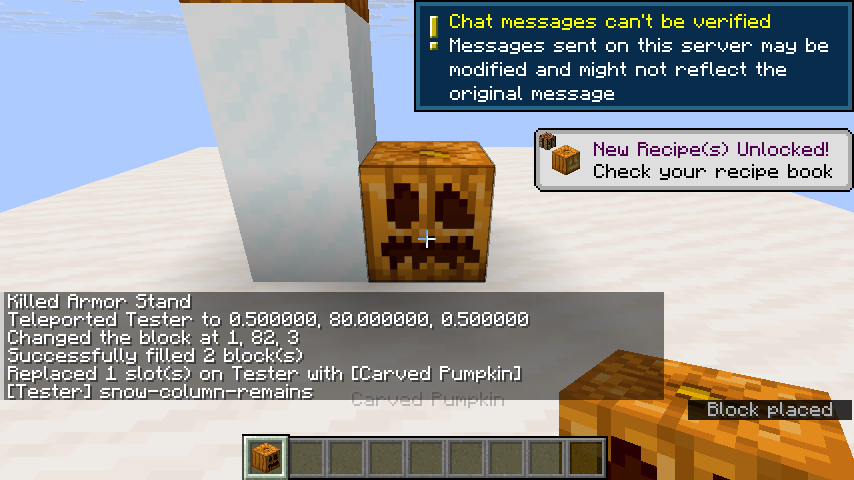 Chat messages can't be verified
Messages sent on this server may be
modified and might not reflect the
original message
New Recipe(s) Unlocked!
Check your recipe book
Killed Armor Stand
Teleported Tester to 0.500000, 80.000000, 0.500000
Changed the block at 1, 82, 3
Successfully filled 2 block(s)
Replaced 1 slot(s) on Tester with [Carved Pumpkin]
[Tester] snow-column-remains
Carved Pumpkin
Block placed